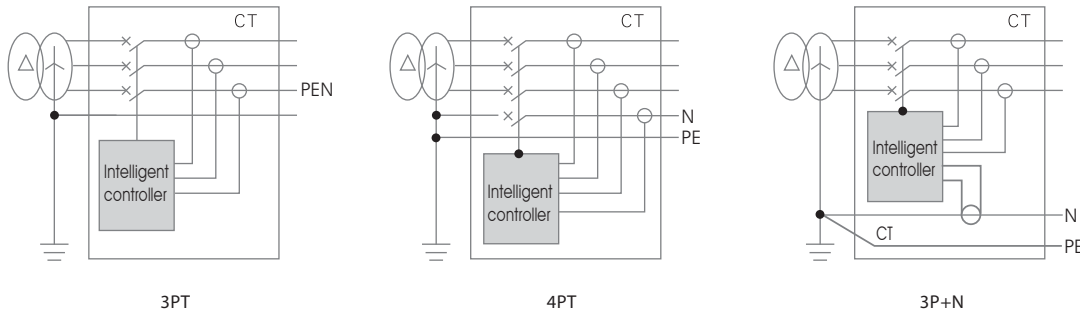 CT
PEN
Intelligent
controller
3PT
CT
N
PE
Intelligent
controller
4PT
CT
Intelligent
controller
N
CT
PE
3P+N